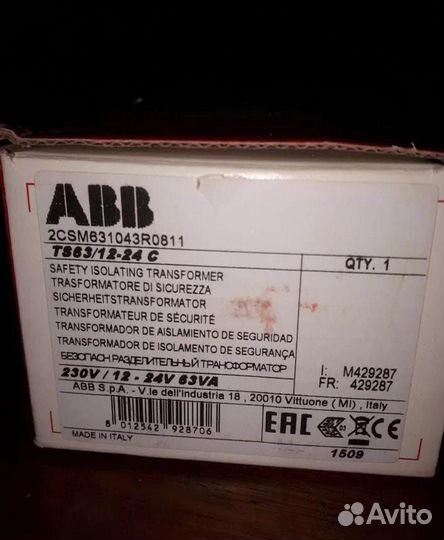 ABB
2CSM631043R0811
TS63/12-24 C
QTY. 1
SAFETY ISOLATING TRANSFORMER
TRASFORMATORE DI SICUREZZA
SICHERHEITSTRANSFORMATOR
TRANSFORMATEUR DE SÉCURITÉ
TRANSFORMADOR DE AISLAMIENTO DE SEGURIDAD
TRANSFORMADOR DE ISOLAMENTO DE SEGURANÇA
БЕЗОПАСН РАЗДЕЛИТЕЛЬНЫЙ ТРАНСФОРМАТОР
I: M429287
FR: 429287
230V / 12 - 24V 63VA
ABB S.p.A. - V.le dell'industria 18 , 20010 Vittuone ( MI ) , Italy
8 012542 928706
MADE IN ITALY
EAC
03
1509
Avito